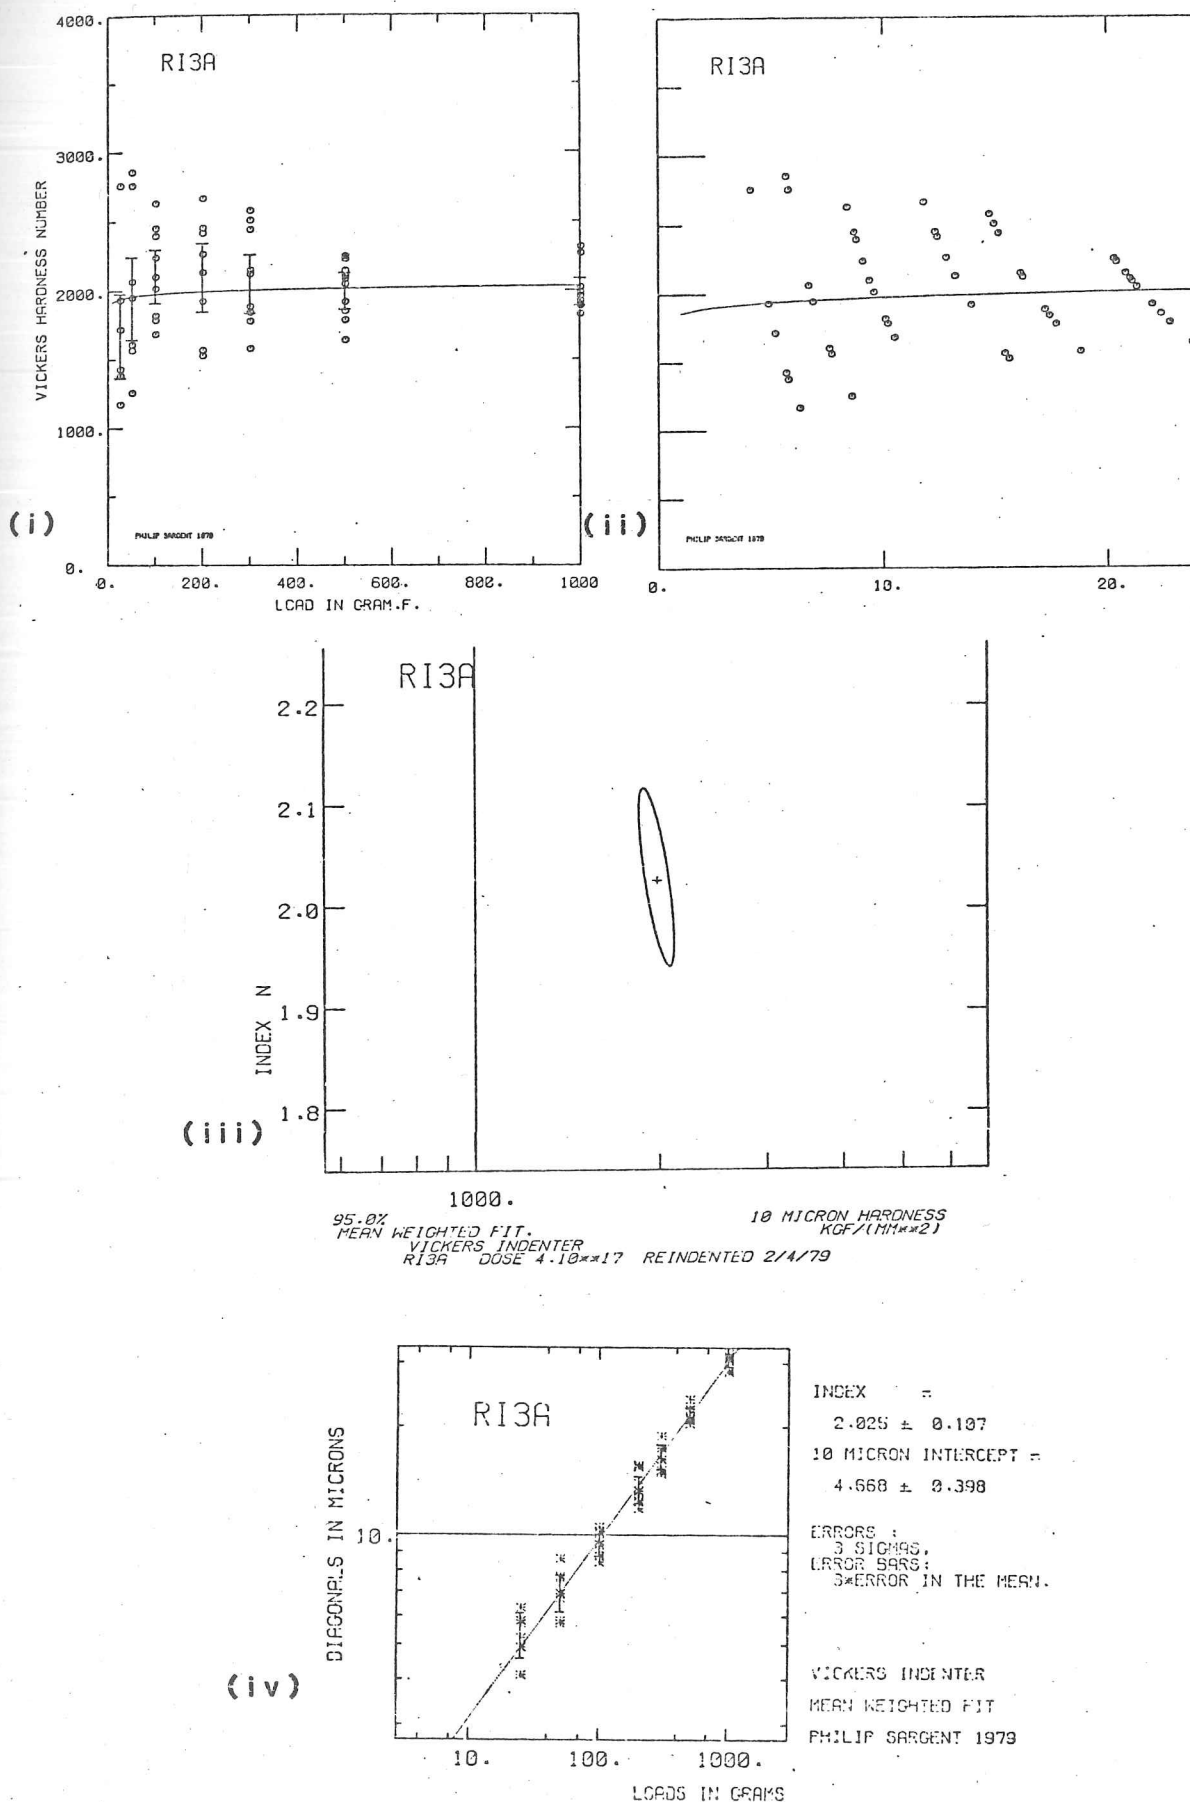 4000.
3000.
2000.
1000.
0.
VICKERS HARDNESS NUMBER
RI3A
PHILIP SARGENT 1979
(i)
0. 200. 400. 600. 800. 1000
LOAD IN GRAM.F.
RI3A
PHILIP SARGENT 1979
(ii)
0. 10. 20.
RI3A
2.2
2.1
2.0
1.9
1.8
INDEX N
(iii)
1000.
95.0%
MEAN WEIGHTED FIT.
VICKERS INDENTER
RI3A DOSE 4.10**17 REINDENTED 2/4/79
10 MICRON HARDNESS
KGF/(MM**2)
RI3A
DIAGONALS IN MICRONS
10.
(iv)
10. 100. 1000.
LOADS IN GRAMS
INDEX =
2.025 ± 0.107
10 MICRON INTERCEPT =
4.668 ± 0.398
ERRORS :
3 SIGMAS.
ERROR BARS:
3*ERROR IN THE MEAN.
VICKERS INDENTER
MEAN WEIGHTED FIT
PHILIP SARGENT 1979